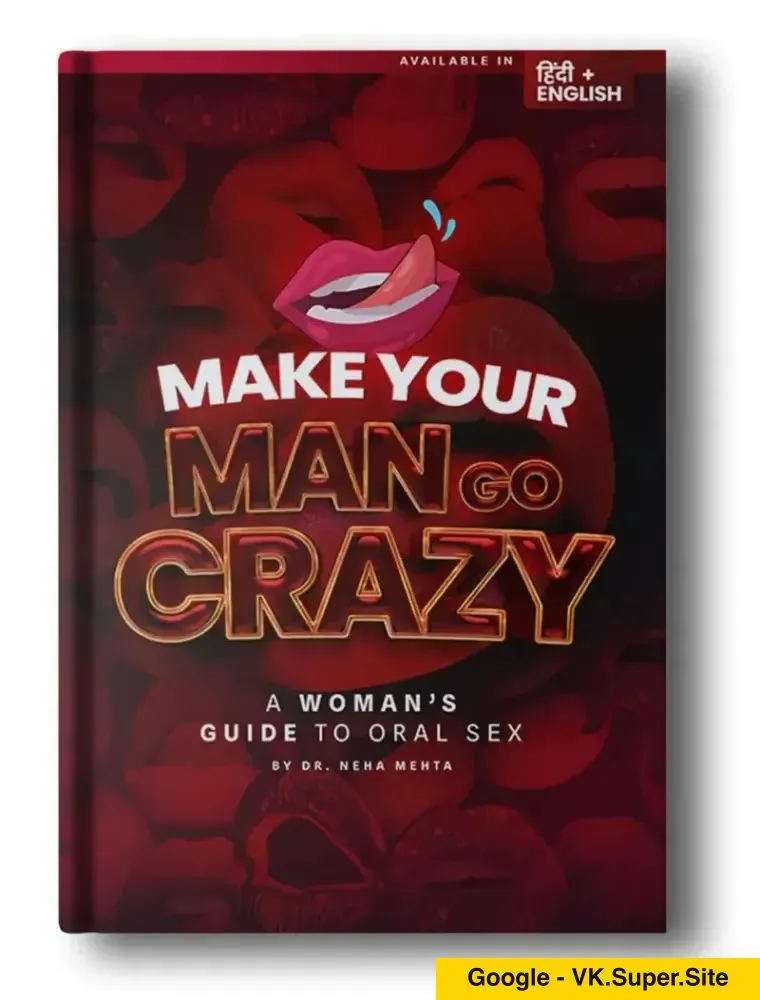 AVAILABLE IN
हिंदी +
ENGLISH
MAKE YOUR
MAN GO
CRAZY
A WOMAN'S
GUIDE TO ORAL SEX
BY DR. NEHA MEHTA
Google - VK.Super.Site